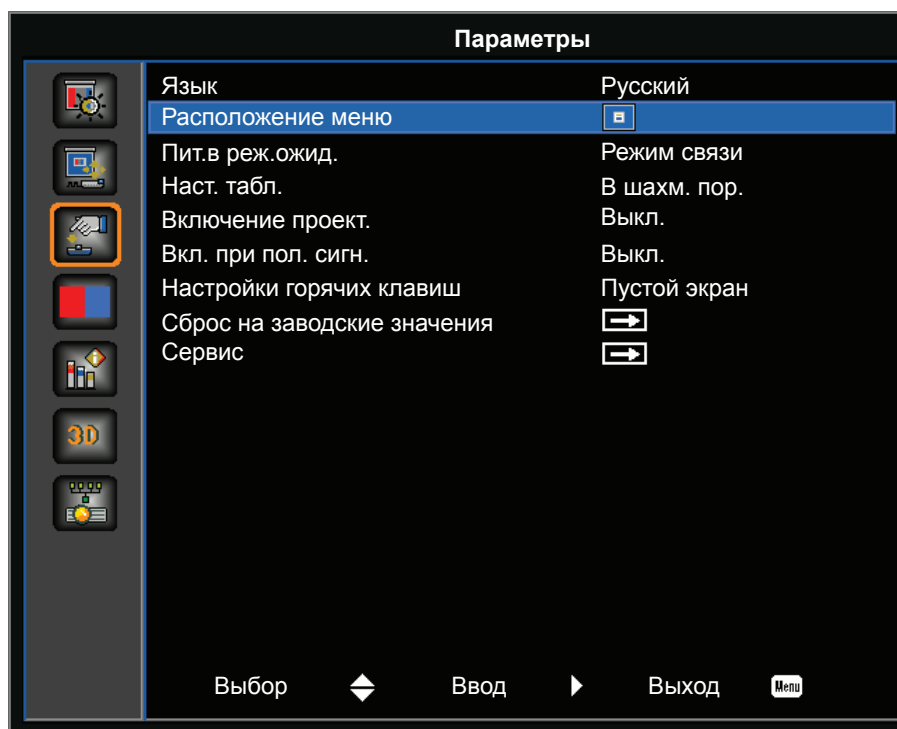 Параметры
Язык Русский
Расположение меню
Пит.в реж.ожид. Режим связи
Наст. табл. В шахм. пор.
Включение проект. Выкл.
Вкл. при пол. сигн. Выкл.
Настройки горячих клавиш Пустой экран
Сброс на заводские значения
Сервис
3D
Выбор Ввод Выход Menu